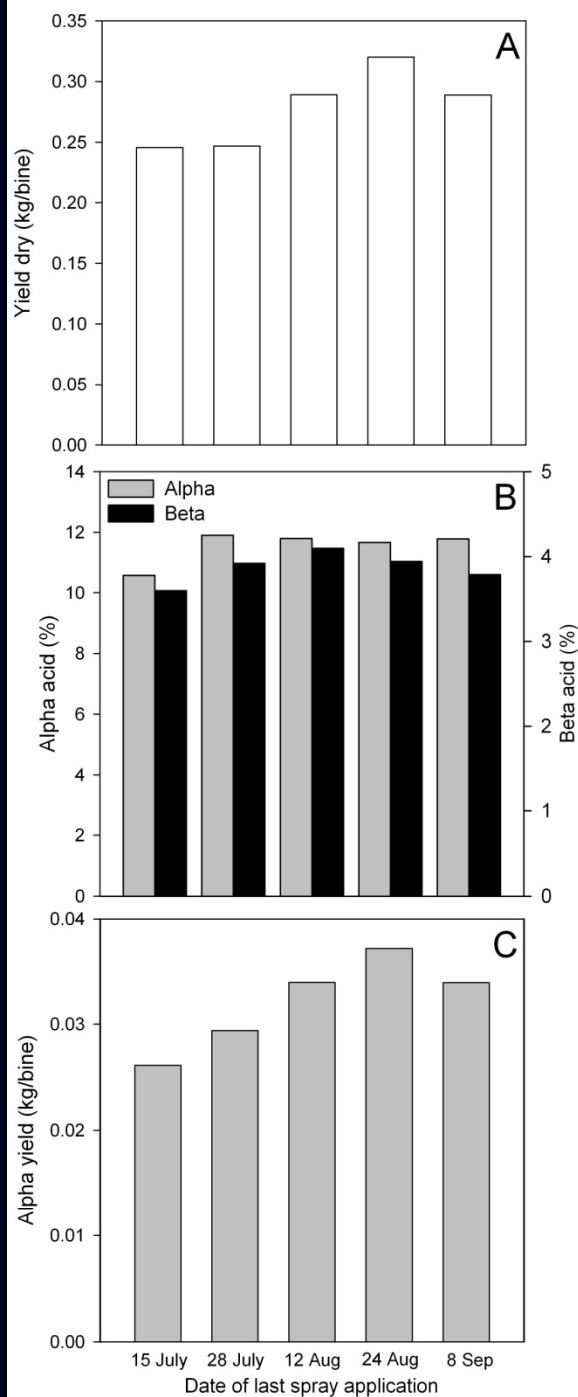 A
0.35
0.30
0.25
0.20
0.15
0.10
0.05
0.00
Yield dry (kg/bine)
B
Alpha
Beta
14
12
10
8
6
4
2
0
Alpha acid (%)
5
4
3
2
1
0
Beta acid (%)
C
0.04
0.03
0.02
0.01
0.00
Alpha yield (kg/bine)
15 July 28 July 12 Aug 24 Aug 8 Sep
Date of last spray application